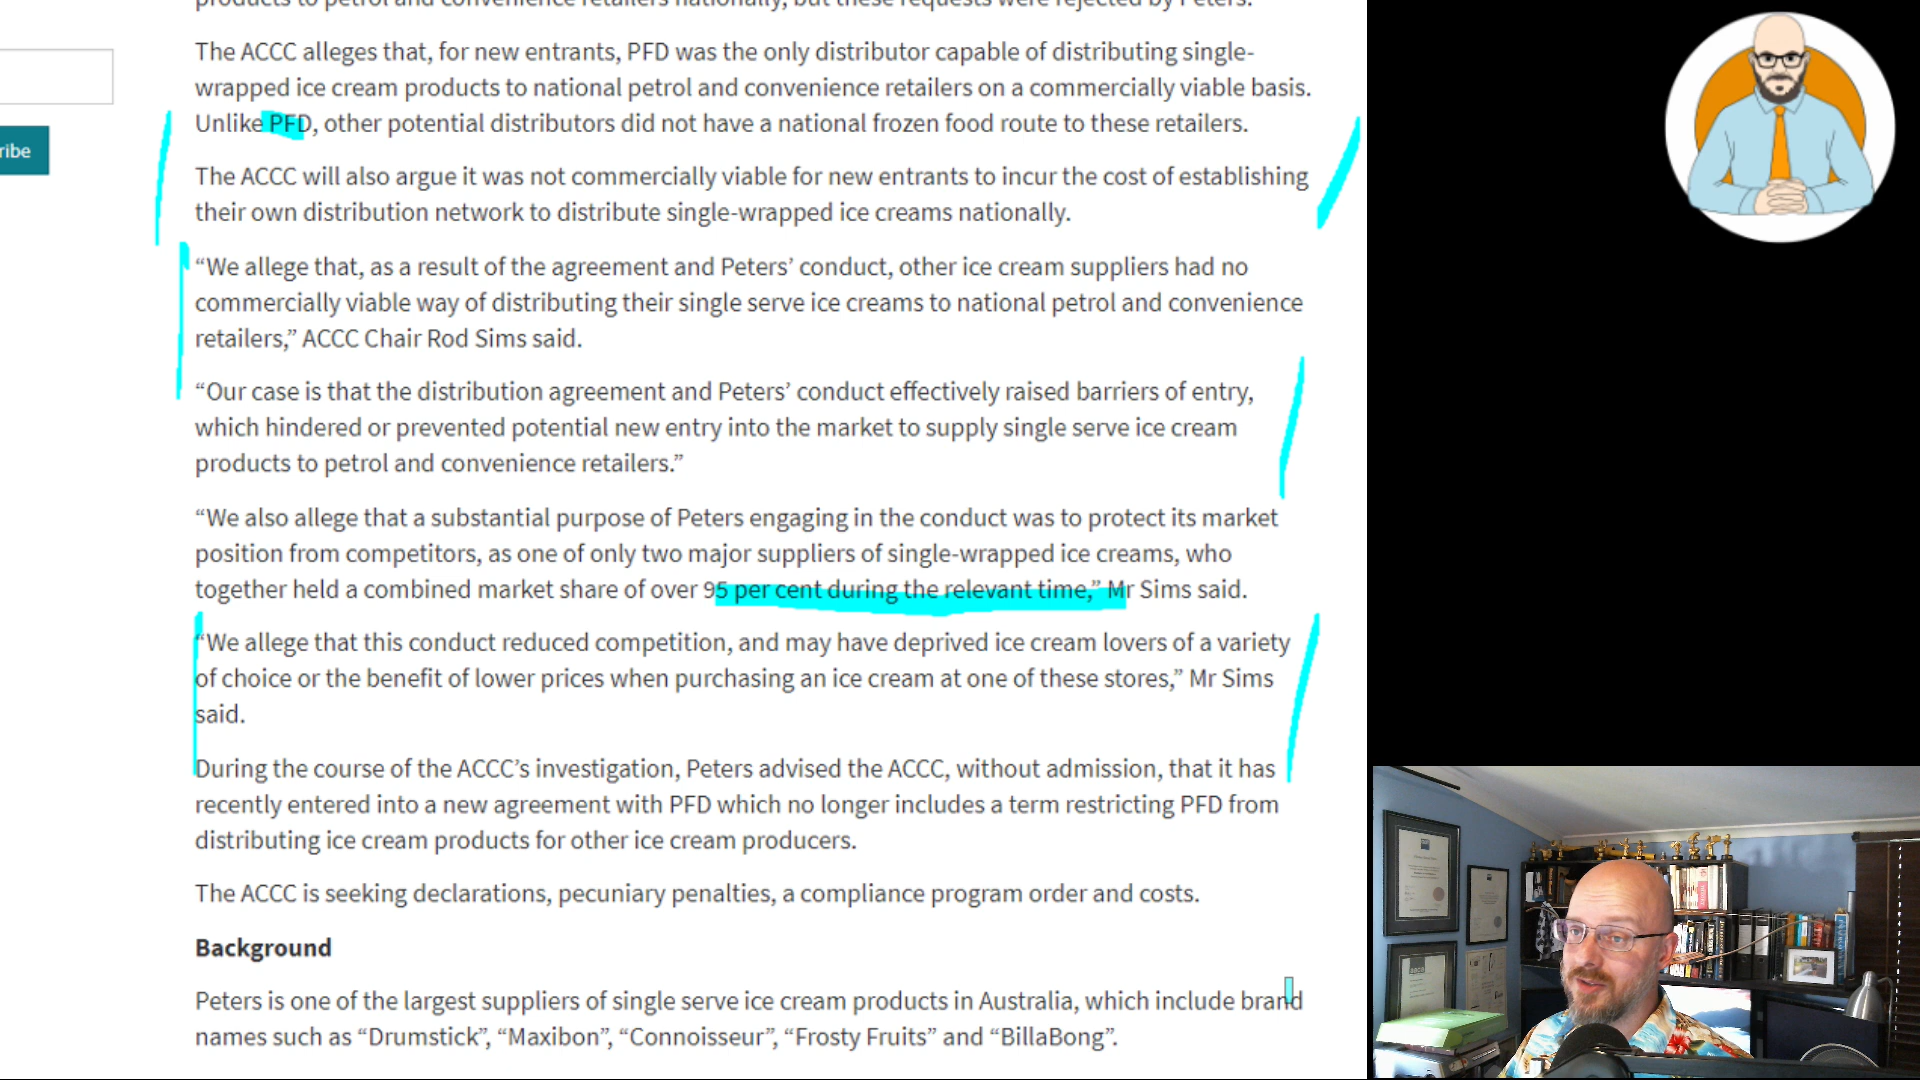 products to petrol and convenience retailers nationally, but these requests were rejected by Peters.
The ACCC alleges that, for new entrants, PFD was the only distributor capable of distributing single-
wrapped ice cream products to national petrol and convenience retailers on a commercially viable basis.
Unlike PFD, other potential distributors did not have a national frozen food route to these retailers.
ribe
The ACCC will also argue it was not commercially viable for new entrants to incur the cost of establishing
their own distribution network to distribute single-wrapped ice creams nationally.
“We allege that, as a result of the agreement and Peters’ conduct, other ice cream suppliers had no
commercially viable way of distributing their single serve ice creams to national petrol and convenience
retailers,” ACCC Chair Rod Sims said.
“Our case is that the distribution agreement and Peters’ conduct effectively raised barriers of entry,
which hindered or prevented potential new entry into the market to supply single serve ice cream
products to petrol and convenience retailers.”
“We also allege that a substantial purpose of Peters engaging in the conduct was to protect its market
position from competitors, as one of only two major suppliers of single-wrapped ice creams, who
together held a combined market share of over 95 per cent during the relevant time,” Mr Sims said.
“We allege that this conduct reduced competition, and may have deprived ice cream lovers of a variety
of choice or the benefit of lower prices when purchasing an ice cream at one of these stores,” Mr Sims
said.
During the course of the ACCC’s investigation, Peters advised the ACCC, without admission, that it has
recently entered into a new agreement with PFD which no longer includes a term restricting PFD from
distributing ice cream products for other ice cream producers.
The ACCC is seeking declarations, pecuniary penalties, a compliance program order and costs.
Background
Peters is one of the largest suppliers of single serve ice cream products in Australia, which include brand
names such as “Drumstick”, “Maxibon”, “Connoisseur”, “Frosty Fruits” and “BillaBong”.